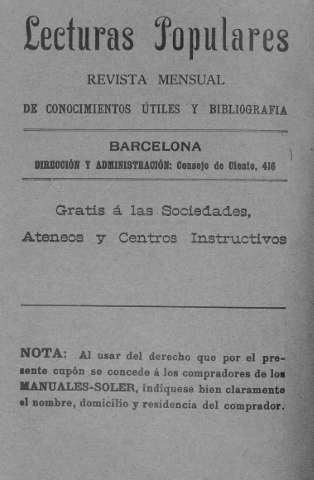 Lecturas Populares
REVISTA MENSUAL
DE CONOCIMIENTOS ÚTILES Y BIBLIOGRAFIA
BARCELONA
DIRECCIÓN Y ADMINISTRACIÓN: Consejo de Ciento, 416
Gratis á las Sociedades,
Ateneos y Centros Instructivos
NOTA: Al usar del derecho que por el pre-
sente cupón se concede á los compradores de los
MANUALES-SOLER, indíquese bien claramente
el nombre, domicilio y residencia del comprador.